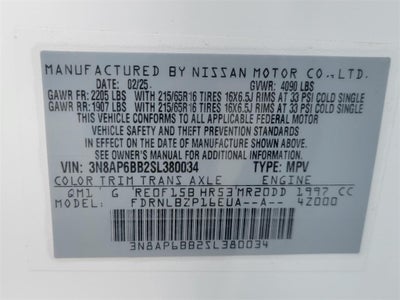 MANUFACTURED BY NISSAN MOTOR CO.,LTD.
DATE: 02/25 GVWR: 4090 LBS
GAWR FR: 2205 LBS WITH 215/65R16 TIRES 16X6.5J RIMS AT 33 PSI COLD SINGLE
GAWR RR: 1907 LBS WITH 215/65R16 TIRES 16X6.5J RIMS AT 33 PSI COLD SINGLE
THIS VEHICLE CONFORMS TO ALL APPLICABLE FEDERAL
MOTOR VEHICLE SAFETY, BUMPER, AND THEFT PREVENTION STANDARDS
IN EFFECT ON THE DATE OF MANUFACTURE SHOWN ABOVE.
See Owner's Manual for further information.
VIN: 3N8AP6BB2SL380034 TYPE: MPV
COLOR TRIM TRANS AXLE ENGINE
QM1 G RE0F15B HR53 MR20DD 1997 CC
MODEL FDRNLBZP16EUA--A-- 4Z000
3N8AP6BB2SL380034